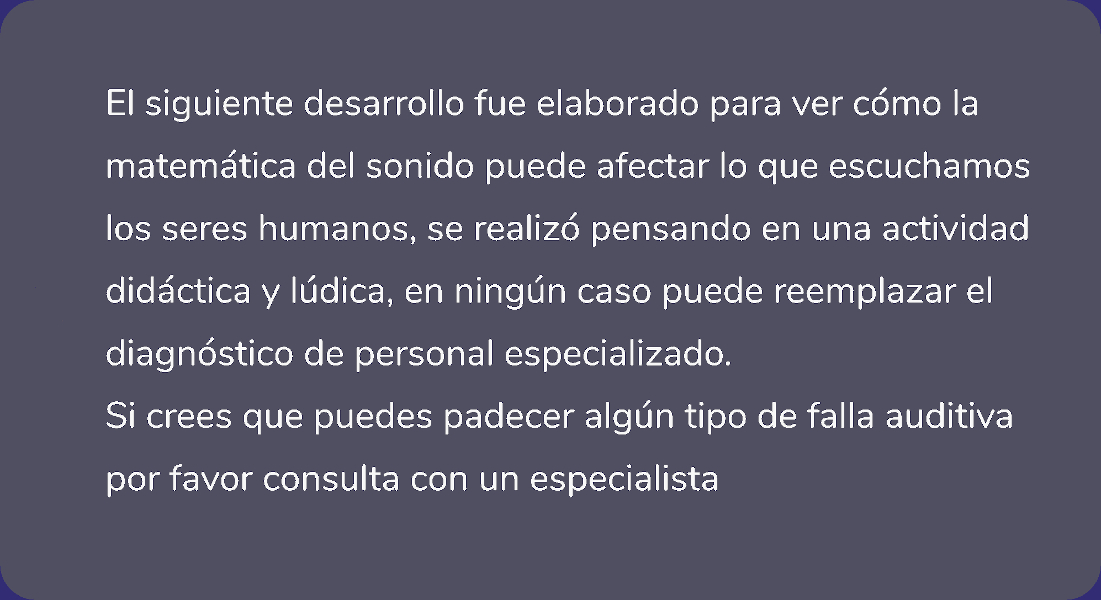 El siguiente desarrollo fue elaborado para ver cómo la
matemática del sonido puede afectar lo que escuchamos
los seres humanos, se realizó pensando en una actividad
didáctica y lúdica, en ningún caso puede reemplazar el
diagnóstico de personal especializado.
Si crees que puedes padecer algún tipo de falla auditiva
por favor consulta con un especialista